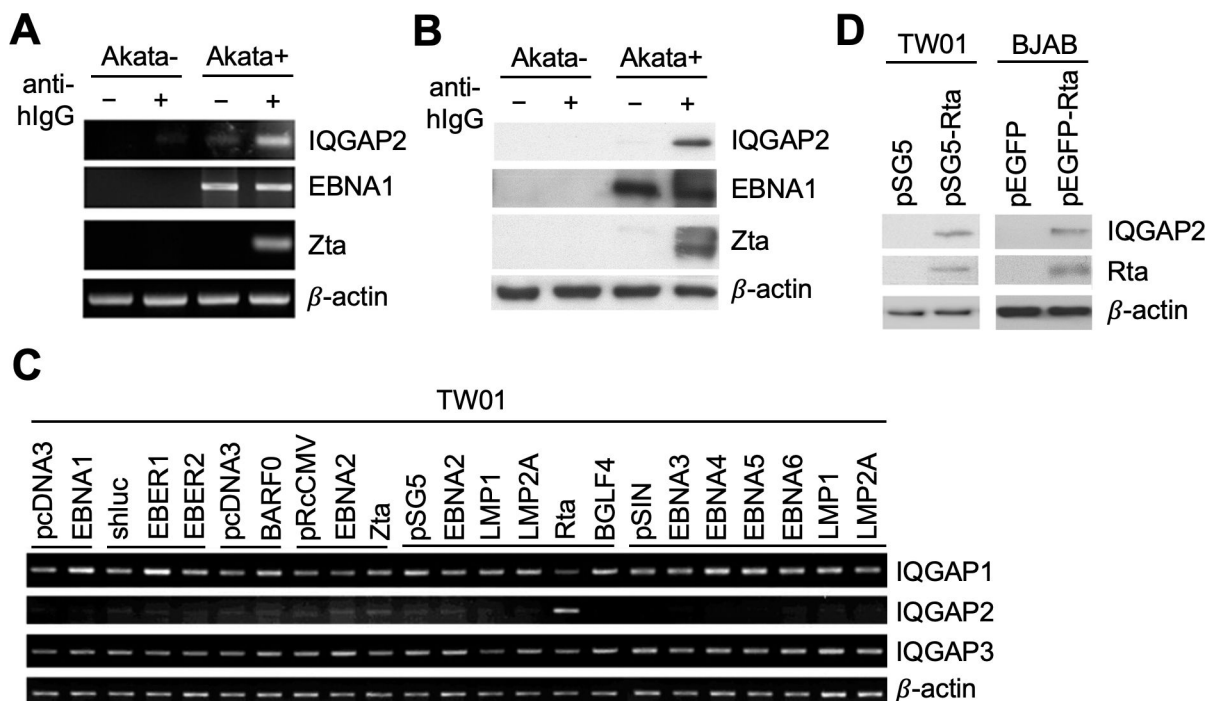 A
Akata-
Akata+
anti-
hIgG
– + – +
IQGAP2
EBNA1
Zta
β-actin
B
Akata-
Akata+
anti-
hIgG
– + – +
IQGAP2
EBNA1
Zta
β-actin
D
TW01
BJAB
pSG5
pSG5-Rta
pEGFP
pEGFP-Rta
IQGAP2
Rta
β-actin
C
TW01
pcDNA3
EBNA1
shluc
EBER1
EBER2
pcDNA3
BARF0
pRcCMV
EBNA2
Zta
pSG5
EBNA2
LMP1
LMP2A
Rta
BGLF4
pSIN
EBNA3
EBNA4
EBNA5
EBNA6
LMP1
LMP2A
IQGAP1
IQGAP2
IQGAP3
β-actin